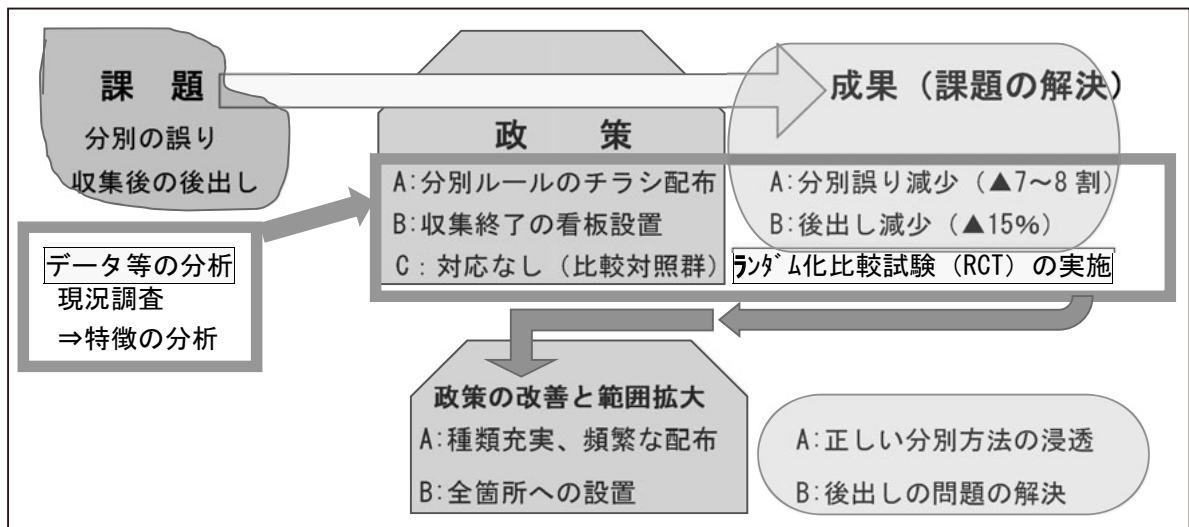 課　題
分別の誤り
収集後の後出し
データ等の分析
現況調査
⇒特徴の分析
政　　策
A:分別ルールのチラシ配布
B:収集終了の看板設置
C：対応なし（比較対照群）
成果（課題の解決）
A:分別誤り減少（▲7～8 割）
B:後出し減少（▲15％）
ﾗﾝﾀﾞﾑ化比較試験（RCT）の実施
政策の改善と範囲拡大
A:種類充実、頻繁な配布
B:全箇所への設置
A:正しい分別方法の浸透
B:後出しの問題の解決